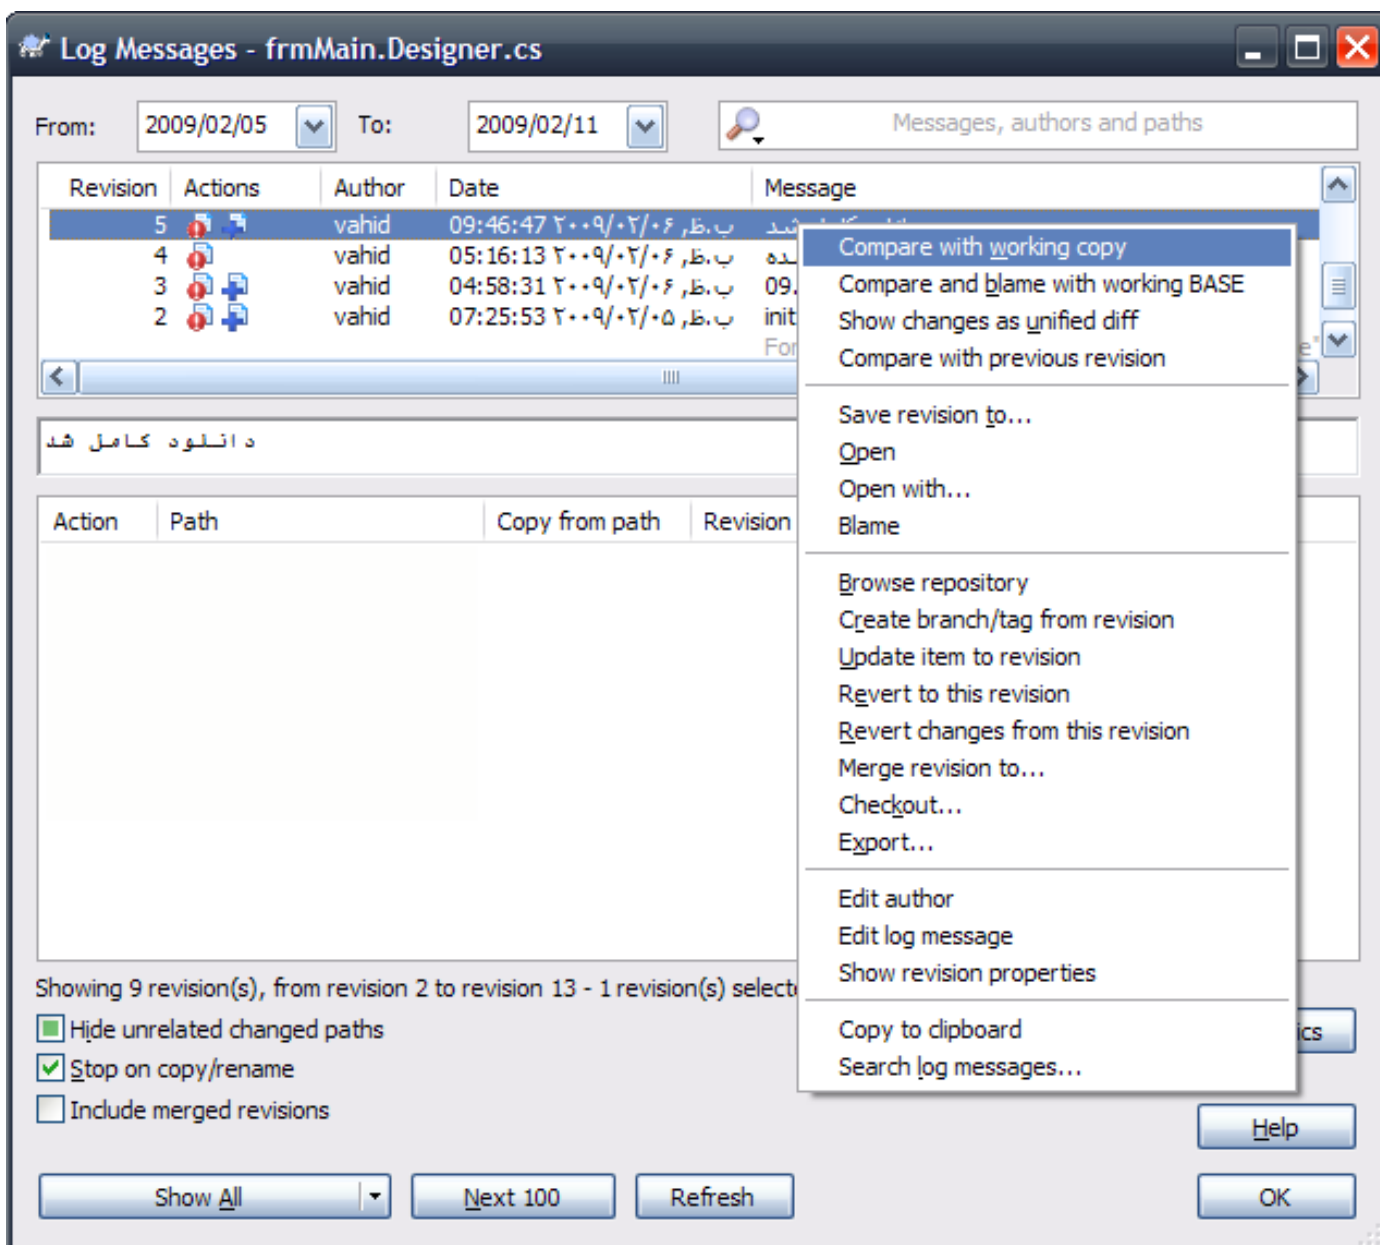 Log Messages - frmMain.Designer.cs
From: 2009/02/05 To: 2009/02/11 Messages, authors and paths
Revision Actions Author Date Message
5 vahid 09:46:47 ب.ظ, ۲۰۰۹/۰۲/۰۶
4 vahid 05:16:13 ب.ظ, ۲۰۰۹/۰۲/۰۶
3 vahid 04:58:31 ب.ظ, ۲۰۰۹/۰۲/۰۶ 09.
2 vahid 07:25:53 ب.ظ, ۲۰۰۹/۰۲/۰۵ init
For
دانلود کامل شد
Action Path Copy from path Revision
Compare with working copy
Compare and blame with working BASE
Show changes as unified diff
Compare with previous revision
Save revision to...
Open
Open with...
Blame
Browse repository
Create branch/tag from revision
Update item to revision
Revert to this revision
Revert changes from this revision
Merge revision to...
Checkout...
Export...
Edit author
Edit log message
Show revision properties
Copy to clipboard
Search log messages...
Showing 9 revision(s), from revision 2 to revision 13 - 1 revision(s)
Hide unrelated changed paths
ics
Stop on copy/rename
Include merged revisions
Help
Show All Next 100 Refresh OK